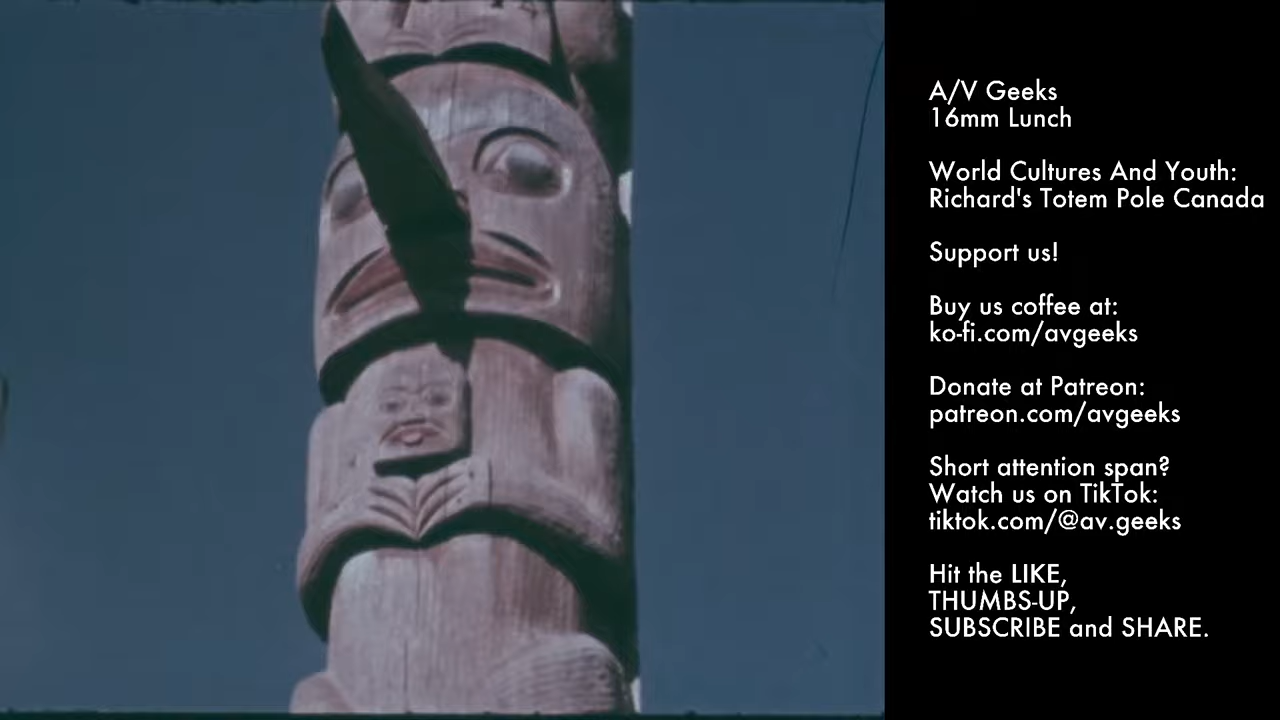 A/V Geeks
16mm Lunch
World Cultures And Youth:
Richard's Totem Pole Canada
Support us!
Buy us coffee at:
ko-fi.com/avgeeks
Donate at Patreon:
patreon.com/avgeeks
Short attention span?
Watch us on TikTok:
tiktok.com/@av.geeks
Hit the LIKE,
THUMBS-UP,
SUBSCRIBE and SHARE.